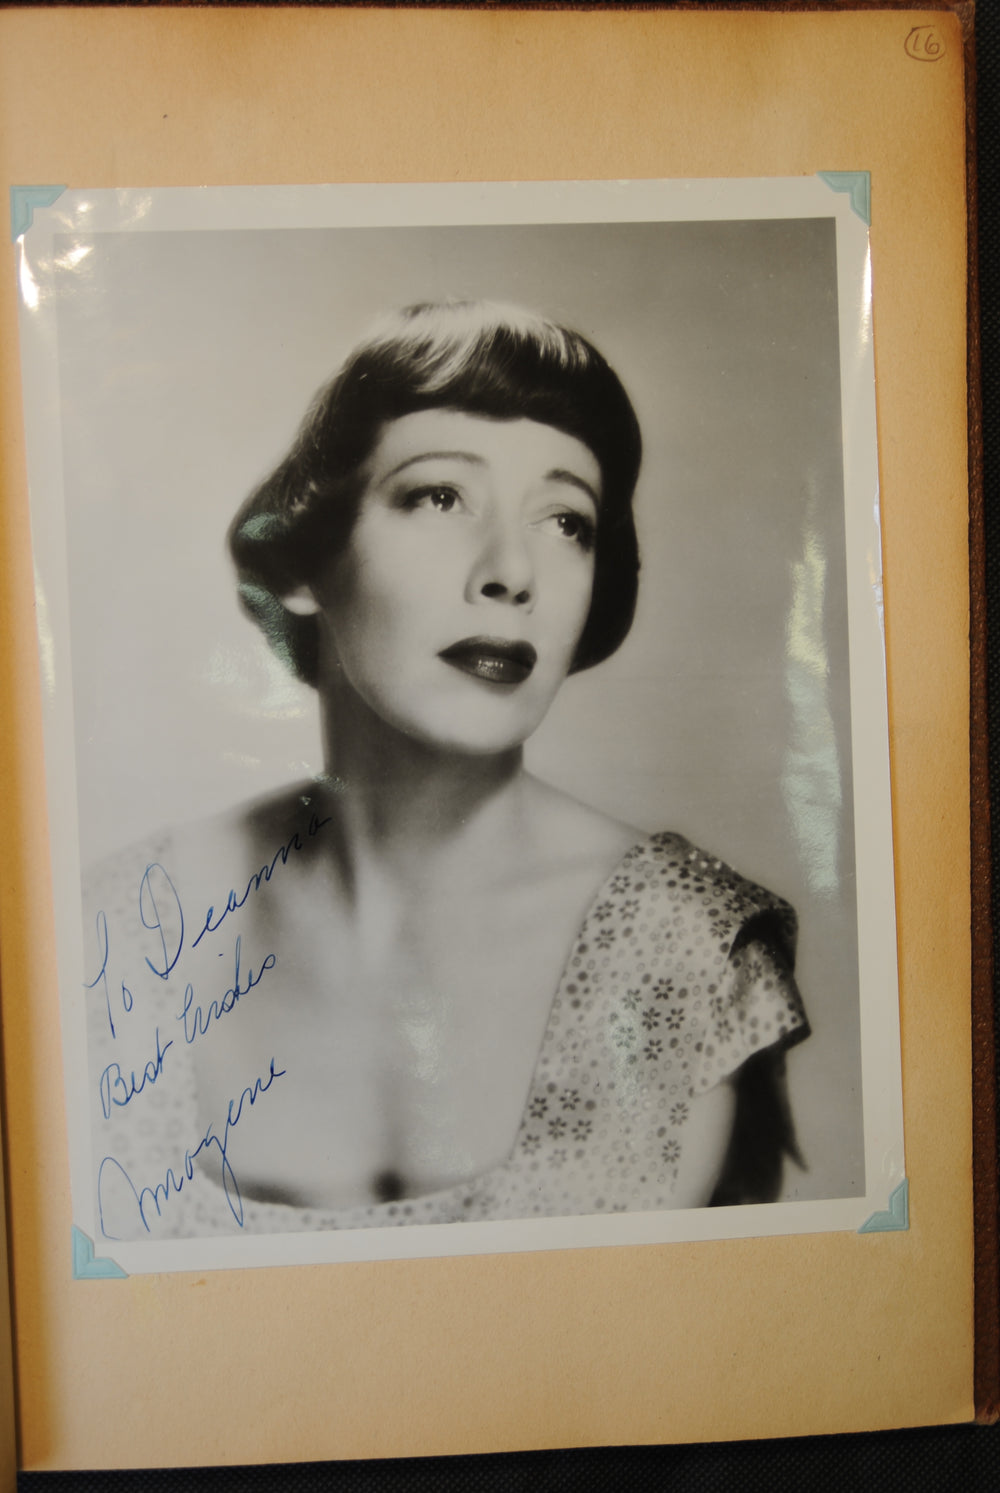 16
To Deanna
Best Wishes
Imogene